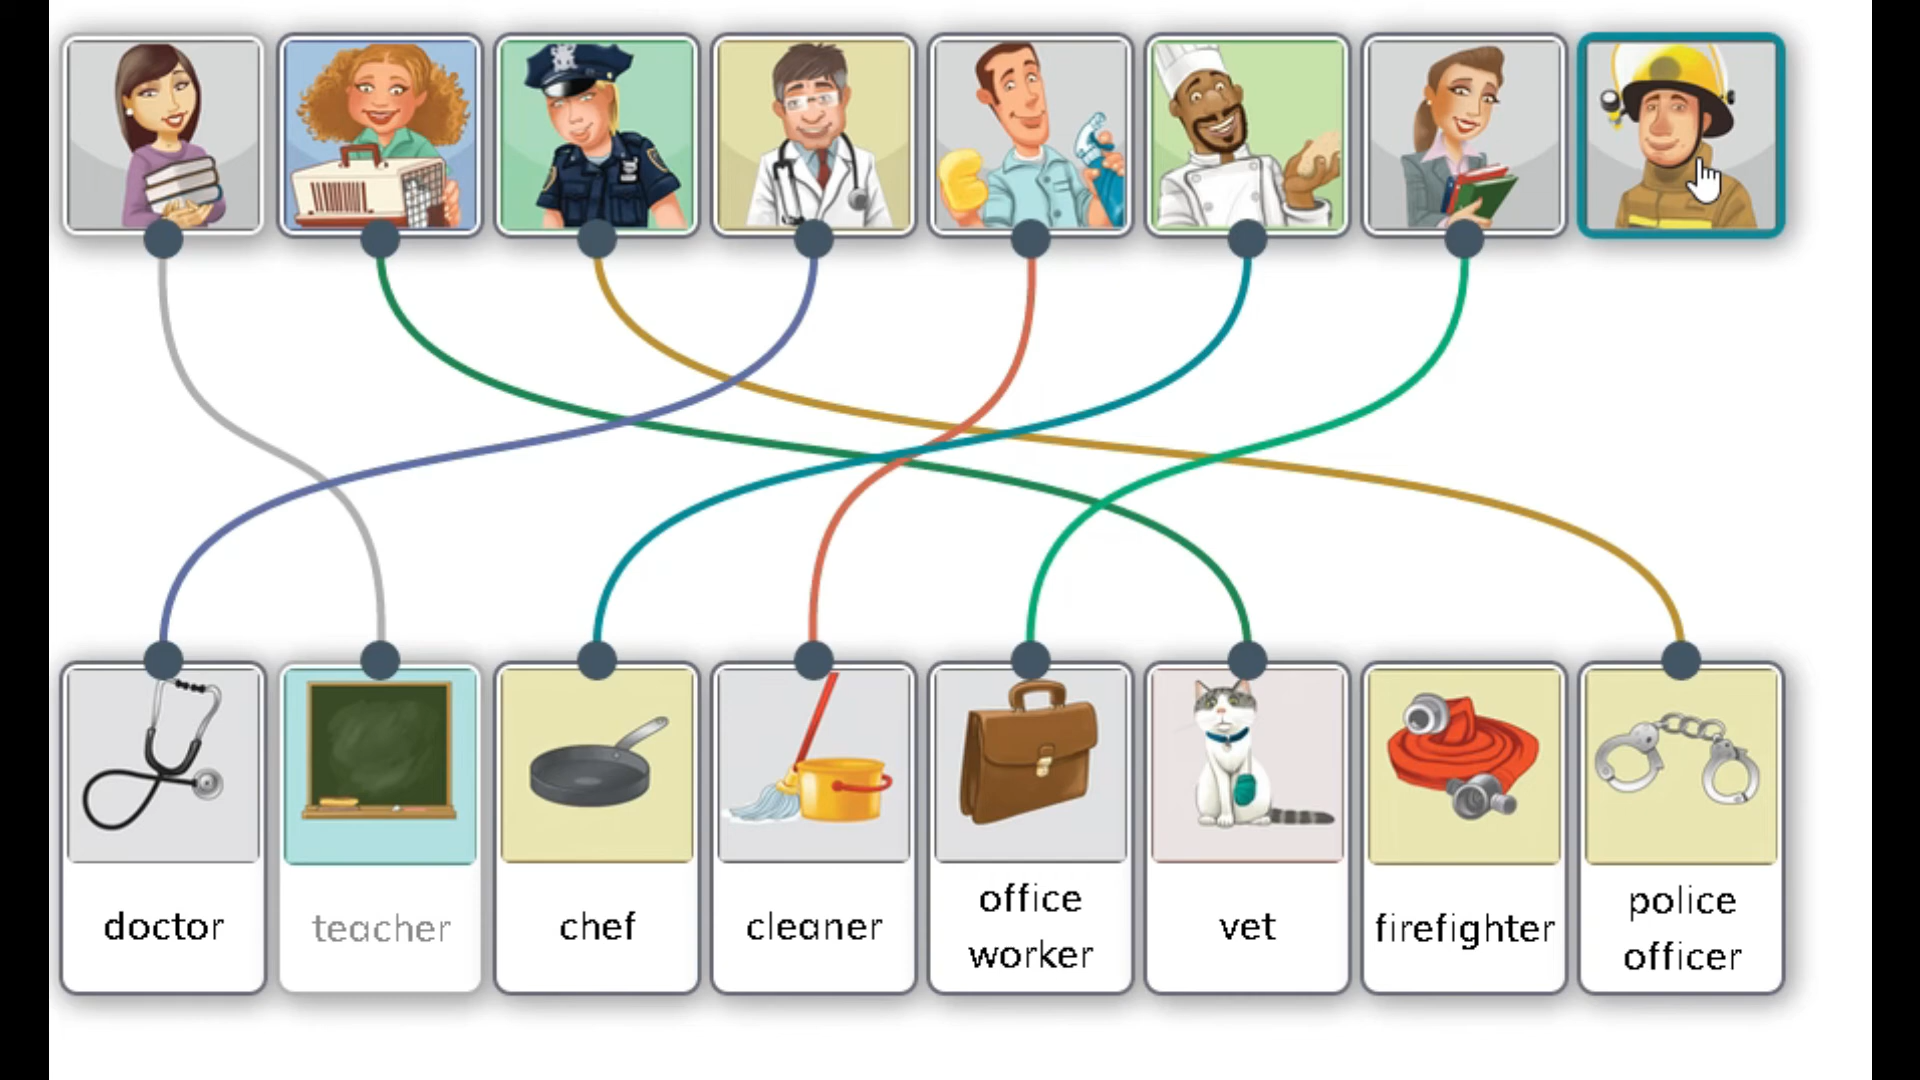 doctor
teacher
chef
cleaner
office
worker
vet
firefighter
police
officer